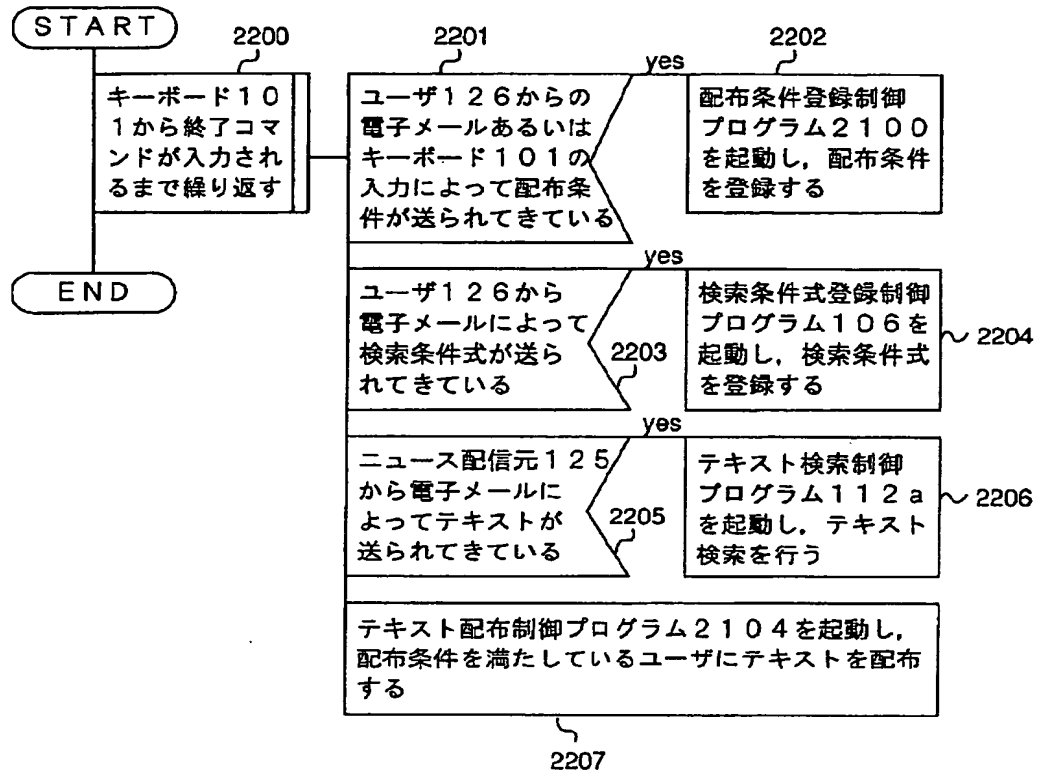 START
2200
キーボード10
1から終了コマ
ンドが入力され
るまで繰り返す
END
2201
ユーザ126からの
電子メールあるいは
キーボード101の
入力によって配布条
件が送られてきている
yes
2202
配布条件登録制御
プログラム2100
を起動し，配布条件
を登録する
ユーザ126から
電子メールによって
検索条件式が送ら
れてきている
2203
yes
検索条件式登録制御
プログラム106を
起動し，検索条件式
を登録する
2204
ニュース配信元125
から電子メールに
よってテキストが
送られてきている
2205
yes
テキスト検索制御
プログラム112a
を起動し，テキスト
検索を行う
2206
テキスト配布制御プログラム2104を起動し，
配布条件を満たしているユーザにテキストを配布
する
2207